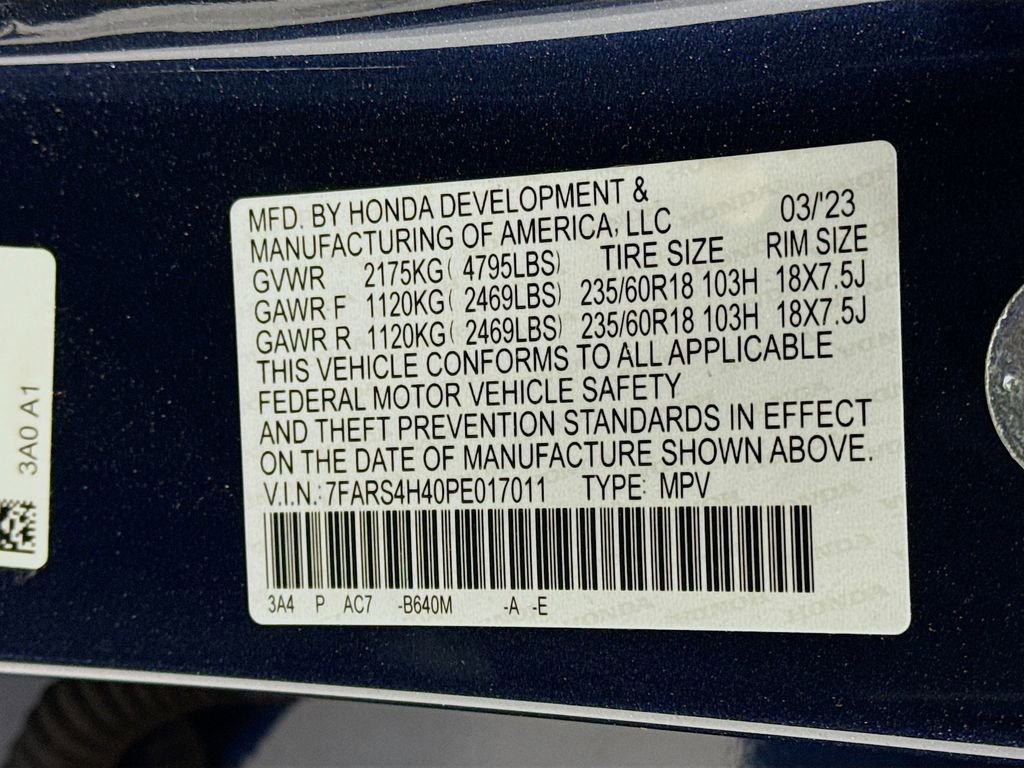 MFD. BY HONDA DEVELOPMENT &
MANUFACTURING OF AMERICA, LLC 03/'23
GVWR 2175KG( 4795LBS) TIRE SIZE RIM SIZE
GAWR F 1120KG( 2469LBS) 235/60R18 103H 18X7.5J
GAWR R 1120KG( 2469LBS) 235/60R18 103H 18X7.5J
THIS VEHICLE CONFORMS TO ALL APPLICABLE
FEDERAL MOTOR VEHICLE SAFETY
AND THEFT PREVENTION STANDARDS IN EFFECT
ON THE DATE OF MANUFACTURE SHOWN ABOVE.
V.I.N.: 7FARS4H40PE017011 TYPE: MPV
3A4 P AC7 -B640M -A -E
3A0 A1